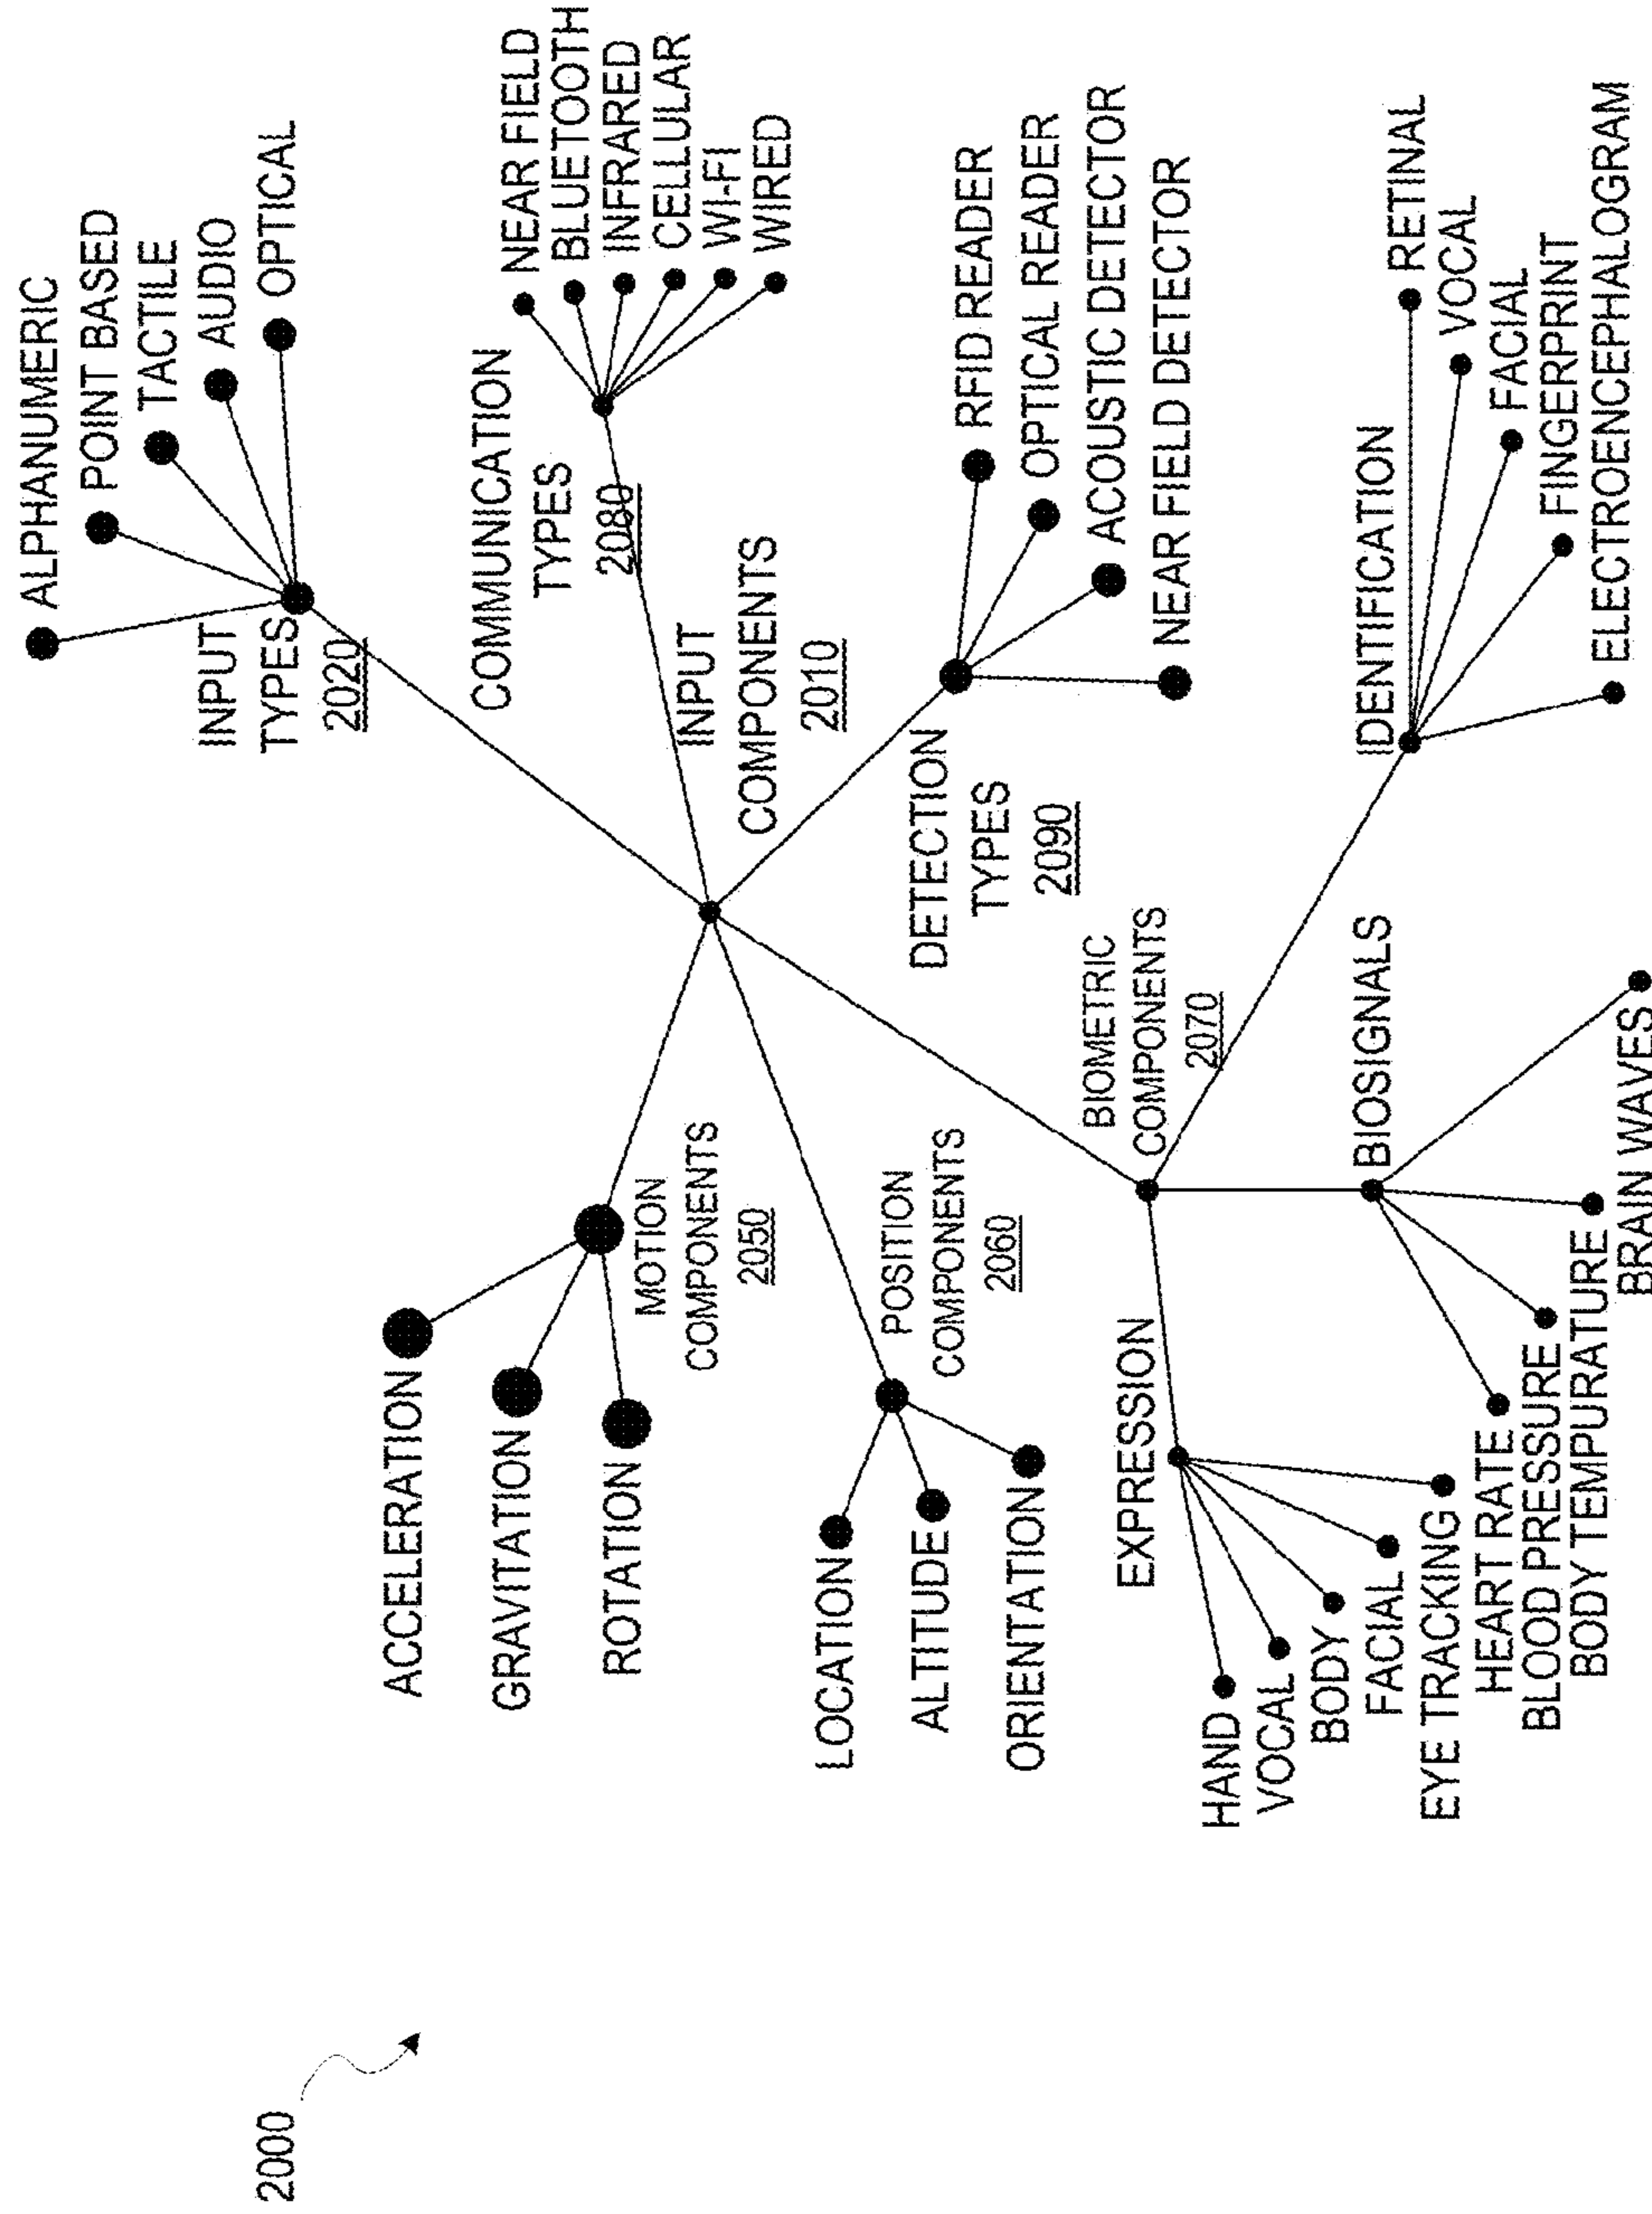 2000
ACCELERATION
GRAVITATION
ROTATION
MOTION
COMPONENTS
2050
ALPHANUMERIC
POINT BASED
TACTILE
AUDIO
OPTICAL
INPUT
TYPES
2020
COMMUNICATION
TYPES
2080
NEAR FIELD
BLUETOOTH
INFRARED
CELLULAR
WI-FI
WIRED
INPUT
COMPONENTS
2010
LOCATION
ALTITUDE
ORIENTATION
POSITION
COMPONENTS
2060
DETECTION
TYPES
2090
RFID READER
OPTICAL READER
ACOUSTIC DETECTOR
NEAR FIELD DETECTOR
BIOMETRIC
COMPONENTS
2070
EXPRESSION
HAND
VOCAL
BODY
FACIAL
EYE TRACKING
BIOSIGNALS
HEART RATE
BLOOD PRESSURE
BODY TEMPURATURE
BRAIN WAVES
IDENTIFICATION
RETINAL
VOCAL
FACIAL
FINGERPRINT
ELECTROENCEPHALOGRAM